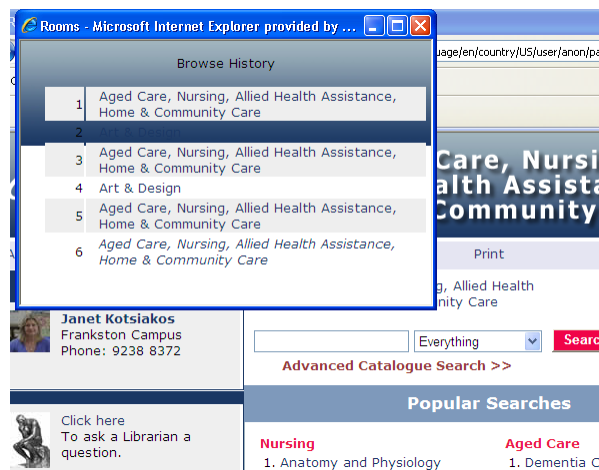 Rooms - Microsoft Internet Explorer provided by ...
uage/en/country/US/user/anon/pa
Browse History
1 Aged Care, Nursing, Allied Health Assistance,
Home & Community Care
2 Art & Design
3 Aged Care, Nursing, Allied Health Assistance,
Home & Community Care
4 Art & Design
5 Aged Care, Nursing, Allied Health Assistance,
Home & Community Care
6 Aged Care, Nursing, Allied Health Assistance,
Home & Community Care
Care, Nursi
alth Assista
Community
Print
g, Allied Health
nity Care
Janet Kotsiakos
Frankston Campus
Phone: 9238 8372
Everything
Searc
Advanced Catalogue Search >>
Popular Searches
Click here
To ask a Librarian a
question.
Nursing
1. Anatomy and Physiology
Aged Care
1. Dementia C